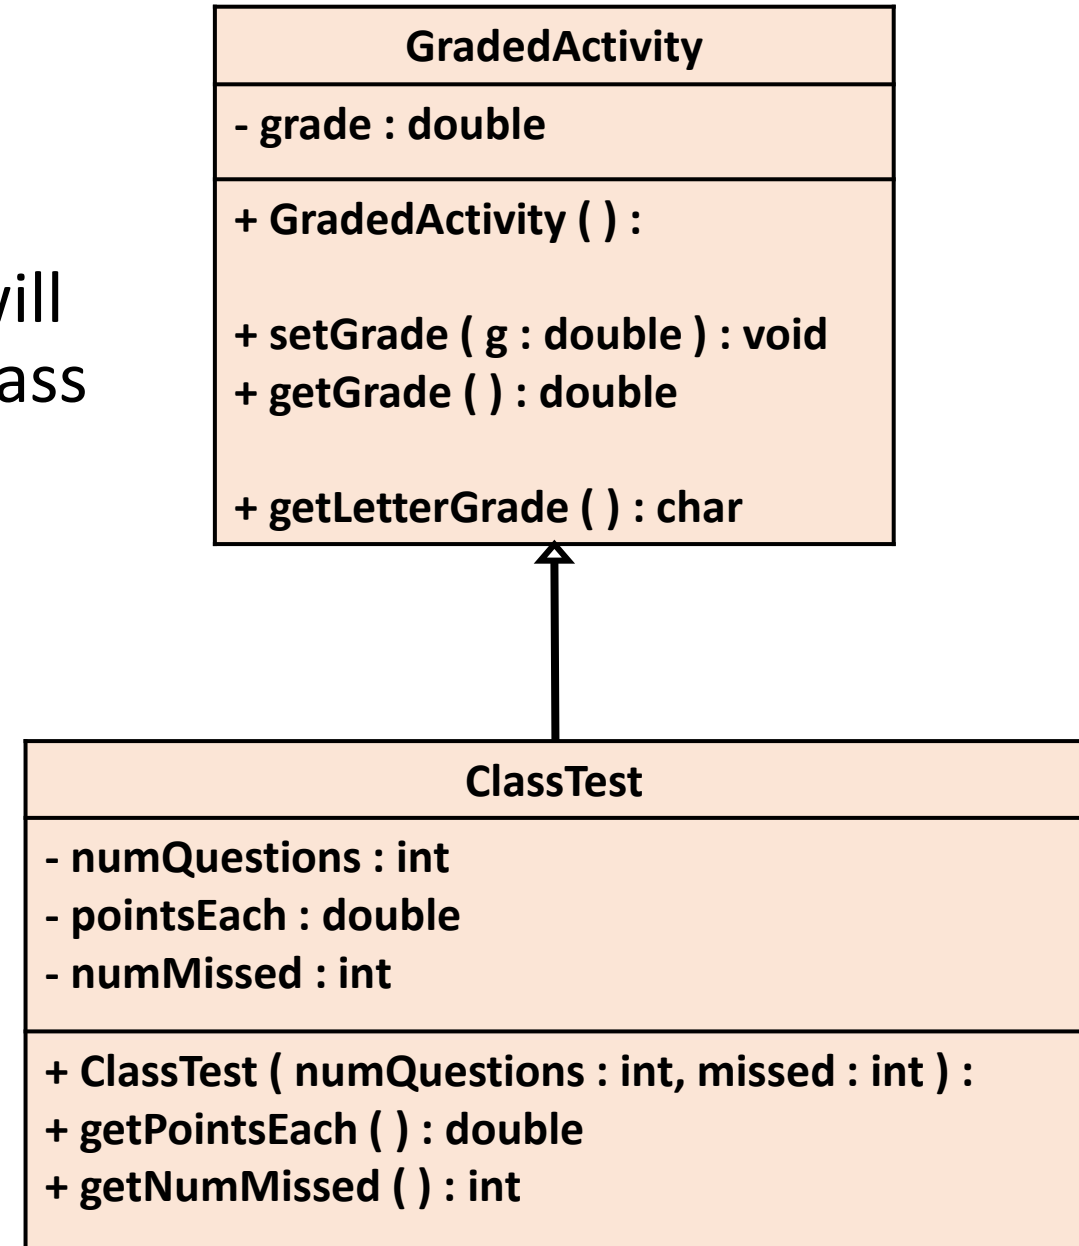 GradedActivity
- grade : double
+ GradedActivity ( ) :
will
+ setGrade ( g : double ) : void
+ getGrade ( ) : double
+ getLetterGrade ( ) : char
ClassTest
- numQuestions : int
- pointsEach : double
- numMissed : int
+ ClassTest ( numQuestions : int, missed : int ) :
+ getPointsEach ( ) : double
+ getNumMissed ( ) : int